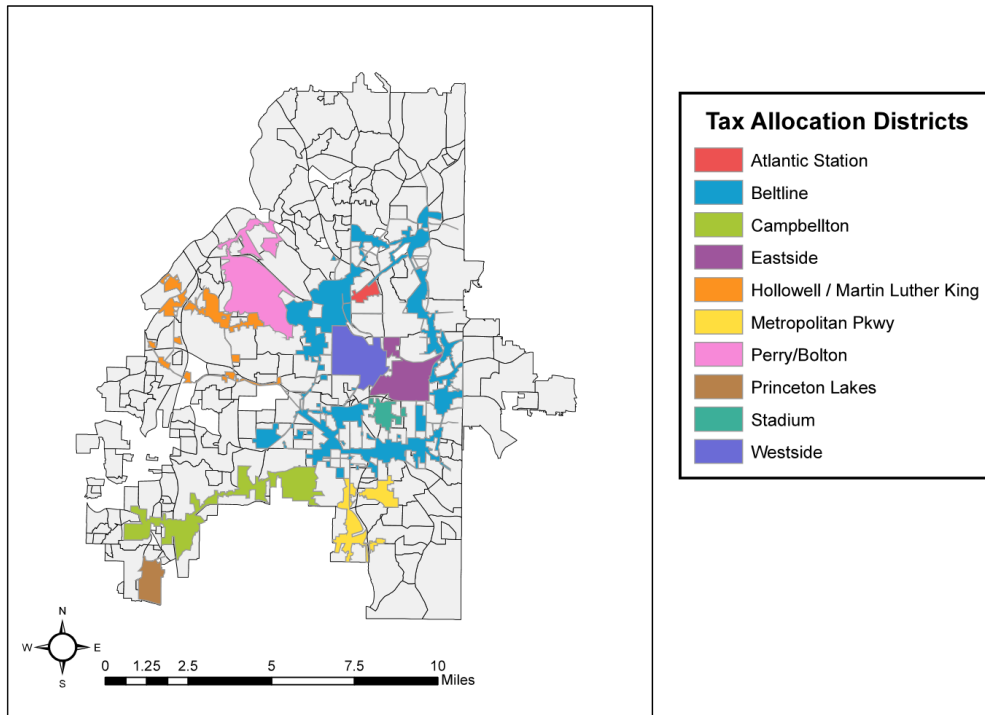 Tax Allocation Districts
Atlantic Station
Beltline
Campbellton
Eastside
Hollowell / Martin Luther King
Metropolitan Pkwy
Perry/Bolton
Princeton Lakes
Stadium
Westside
N
W E
S
0 1.25 2.5 5 7.5 10
Miles